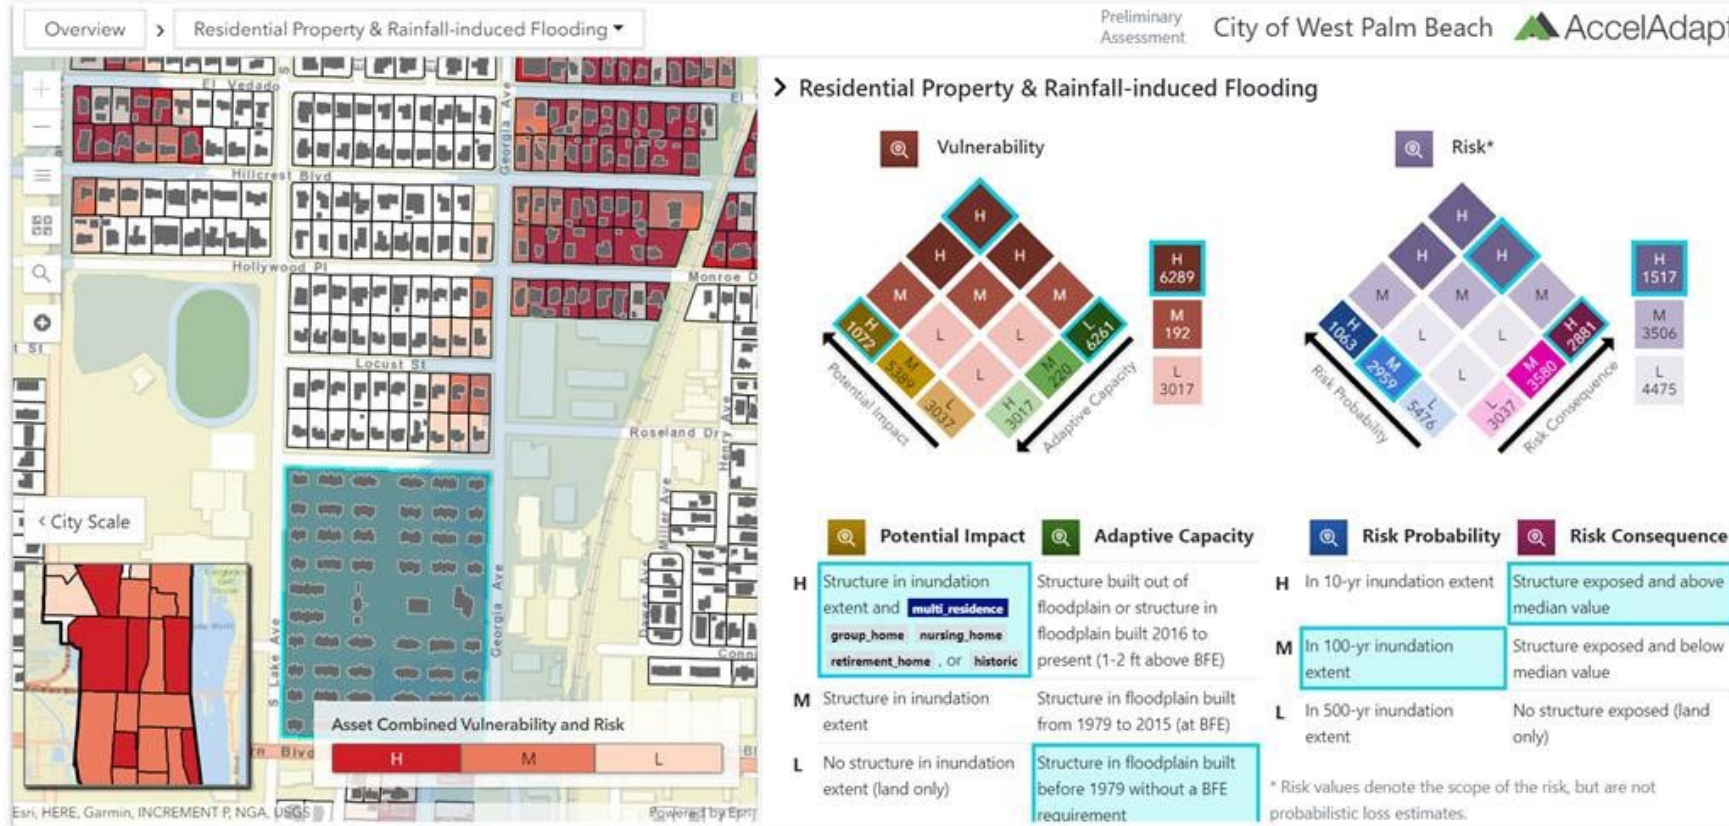 Overview
Residential Property & Rainfall-induced Flooding
Preliminary
Assessment
City of West Palm Beach
AccelAdapt
El Vedado
Hillcrest Blvd
Hollywood Pl
Monroe D
Locust St
Roseland Dr
Georgia Ave
Georgia Ave
S Lake Ave
Henry Ave
Miller Ave
Dawes Ave
t St
Conn
rn Blvd
City Scale
Asset Combined Vulnerability and Risk
H
M
L
Esri, HERE, Garmin, INCREMENT P, NGA, USGS
Powered by Esri
Residential Property & Rainfall-induced Flooding
Vulnerability
H
H H
M M M
H 1072
L L
L 6261
M 5389
L
M 220
L 3037
H 3017
Potential Impact
Adaptive Capacity
H
6289
M
192
L
3017
Risk*
H
H H
M M M
H 1063
L L
H 2881
M 2959
L
M 3580
L 5476
L 3037
Risk Probability
Risk Consequence
H
1517
M
3506
L
4475
Potential Impact
Adaptive Capacity
H
Structure in inundation
extent and multi_residence
group_home nursing_home
retirement_home , or historic
Structure built out of
floodplain or structure in
floodplain built 2016 to
present (1-2 ft above BFE)
M
Structure in inundation
extent
Structure in floodplain built
from 1979 to 2015 (at BFE)
L
No structure in inundation
extent (land only)
Structure in floodplain built
before 1979 without a BFE
requirement
Risk Probability
Risk Consequence
H
In 10-yr inundation extent
Structure exposed and above
median value
M
In 100-yr inundation
extent
Structure exposed and below
median value
L
In 500-yr inundation
extent
No structure exposed (land
only)
* Risk values denote the scope of the risk, but are not
probabilistic loss estimates.